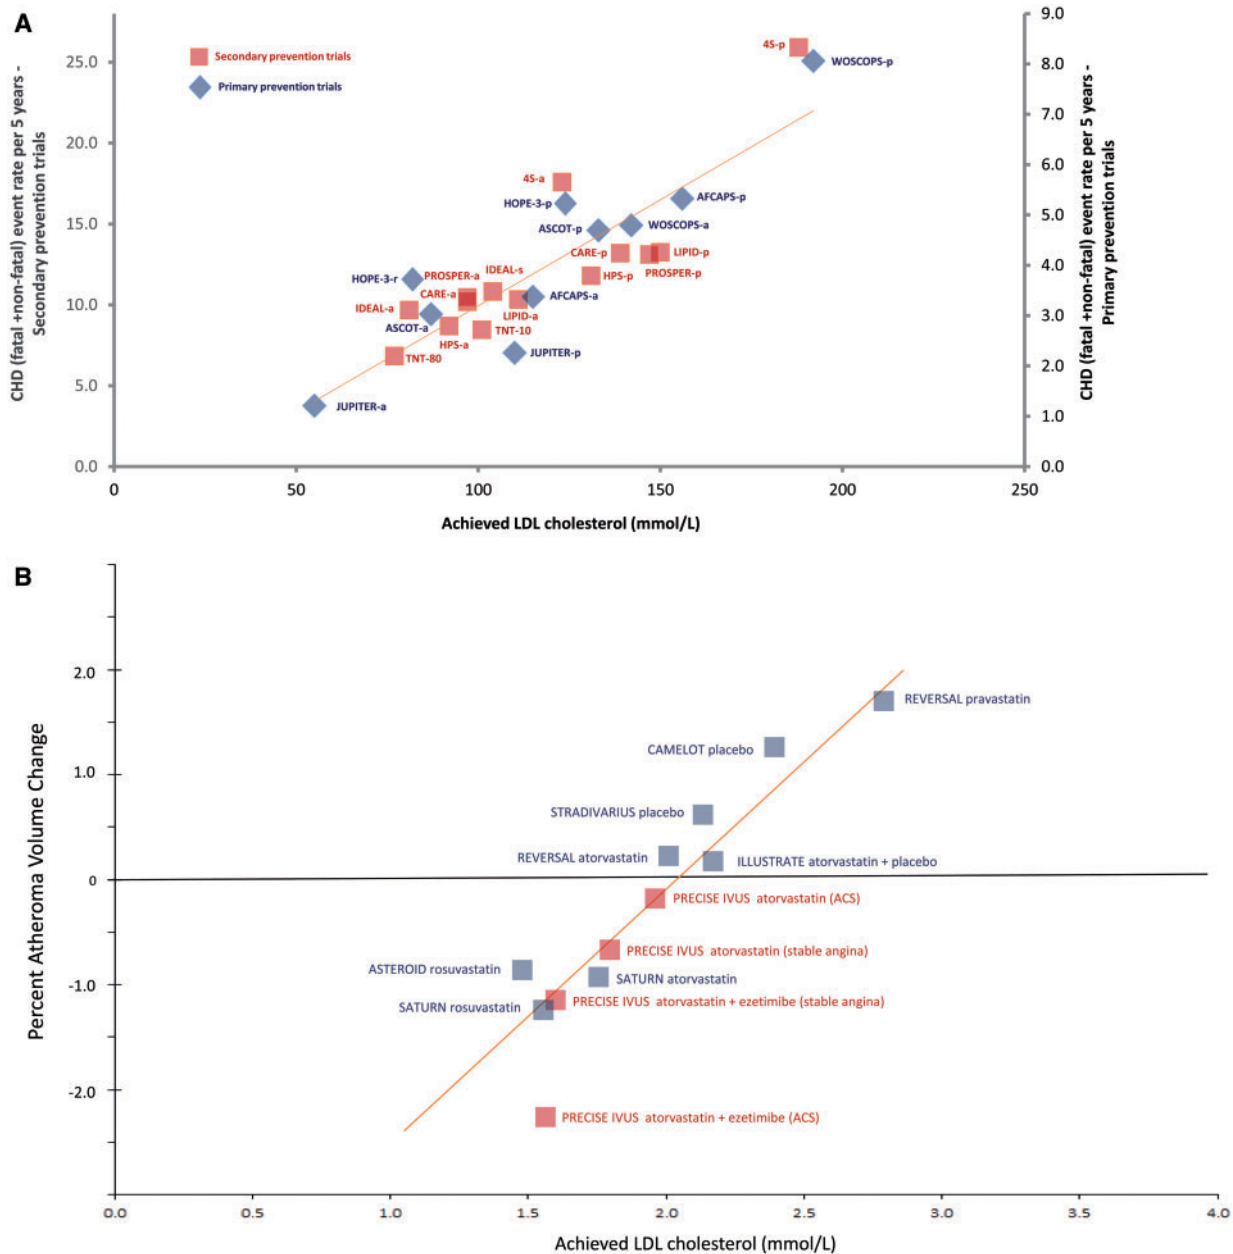 A
CHD (fatal +non-fatal) event rate per 5 years -
Secondary prevention trials
25.0
20.0
15.0
10.0
5.0
0.0
Secondary prevention trials
Primary prevention trials
4S-p
WOSCOPS-p
4S-a
HOPE-3-p
AFCAPS-p
ASCOT-p
WOSCOPS-a
CARE-p
LIPID-p
PROSPER-p
HPS-p
HOPE-3-r
PROSPER-a
IDEAL-s
CARE-a
AFCAPS-a
IDEAL-a
LIPID-a
ASCOT-a
TNT-10
HPS-a
JUPITER-p
TNT-80
JUPITER-a
9.0
8.0
7.0
6.0
5.0
4.0
3.0
2.0
1.0
0.0
CHD (fatal +non-fatal) event rate per 5 years -
Primary prevention trials
0
50
100
150
200
250
Achieved LDL cholesterol (mmol/L)
B
Percent Atheroma Volume Change
2.0
1.0
0
-1.0
-2.0
REVERSAL pravastatin
CAMELOT placebo
STRADIVARIUS placebo
REVERSAL atorvastatin
ILLUSTRATE atorvastatin + placebo
PRECISE IVUS atorvastatin (ACS)
PRECISE IVUS atorvastatin (stable angina)
ASTEROID rosuvastatin
SATURN atorvastatin
PRECISE IVUS atorvastatin + ezetimibe (stable angina)
SATURN rosuvastatin
PRECISE IVUS atorvastatin + ezetimibe (ACS)
0.0
0.5
1.0
1.5
2.0
2.5
3.0
3.5
4.0
Achieved LDL cholesterol (mmol/L)